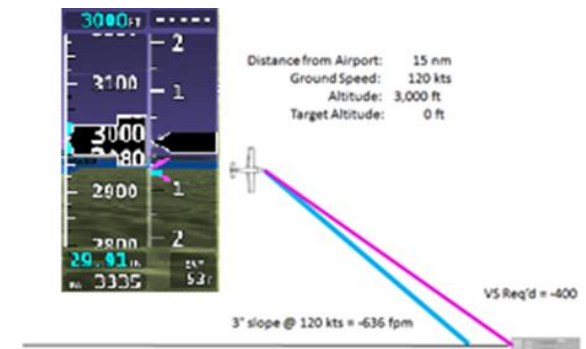 3000FT
-----
2
3100
1
3000
80
2900
1
2800
2
29.91 IN
3335
53
Distance from Airport: 15 nm
Ground Speed: 120 kts
Altitude: 3,000 ft
Target Altitude: 0 ft
VS Req'd = -400
3° slope @ 120 kts = -636 fpm